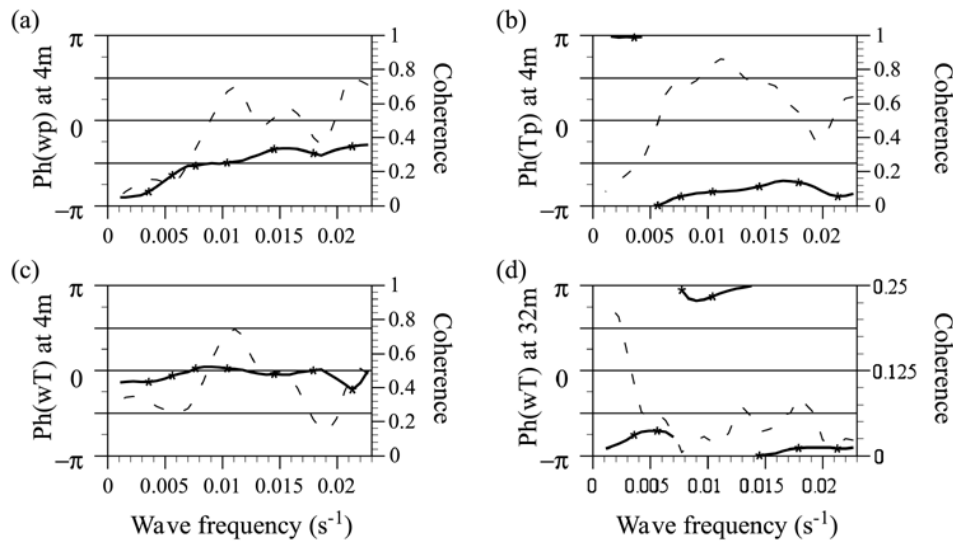 (a)
π
0
−π
Ph(wp) at 4m
1
0.8
0.6
0.4
0.2
0
Coherence
0 0.005 0.01 0.015 0.02
(b)
π
0
−π
Ph(Tp) at 4m
1
0.8
0.6
0.4
0.2
0
Coherence
0 0.005 0.01 0.015 0.02
(c)
π
0
−π
Ph(wT) at 4m
1
0.8
0.6
0.4
0.2
0
Coherence
0 0.005 0.01 0.015 0.02
Wave frequency (s⁻¹)
(d)
π
0
−π
Ph(wT) at 32m
0.25
0.125
0
Coherence
0 0.005 0.01 0.015 0.02
Wave frequency (s⁻¹)